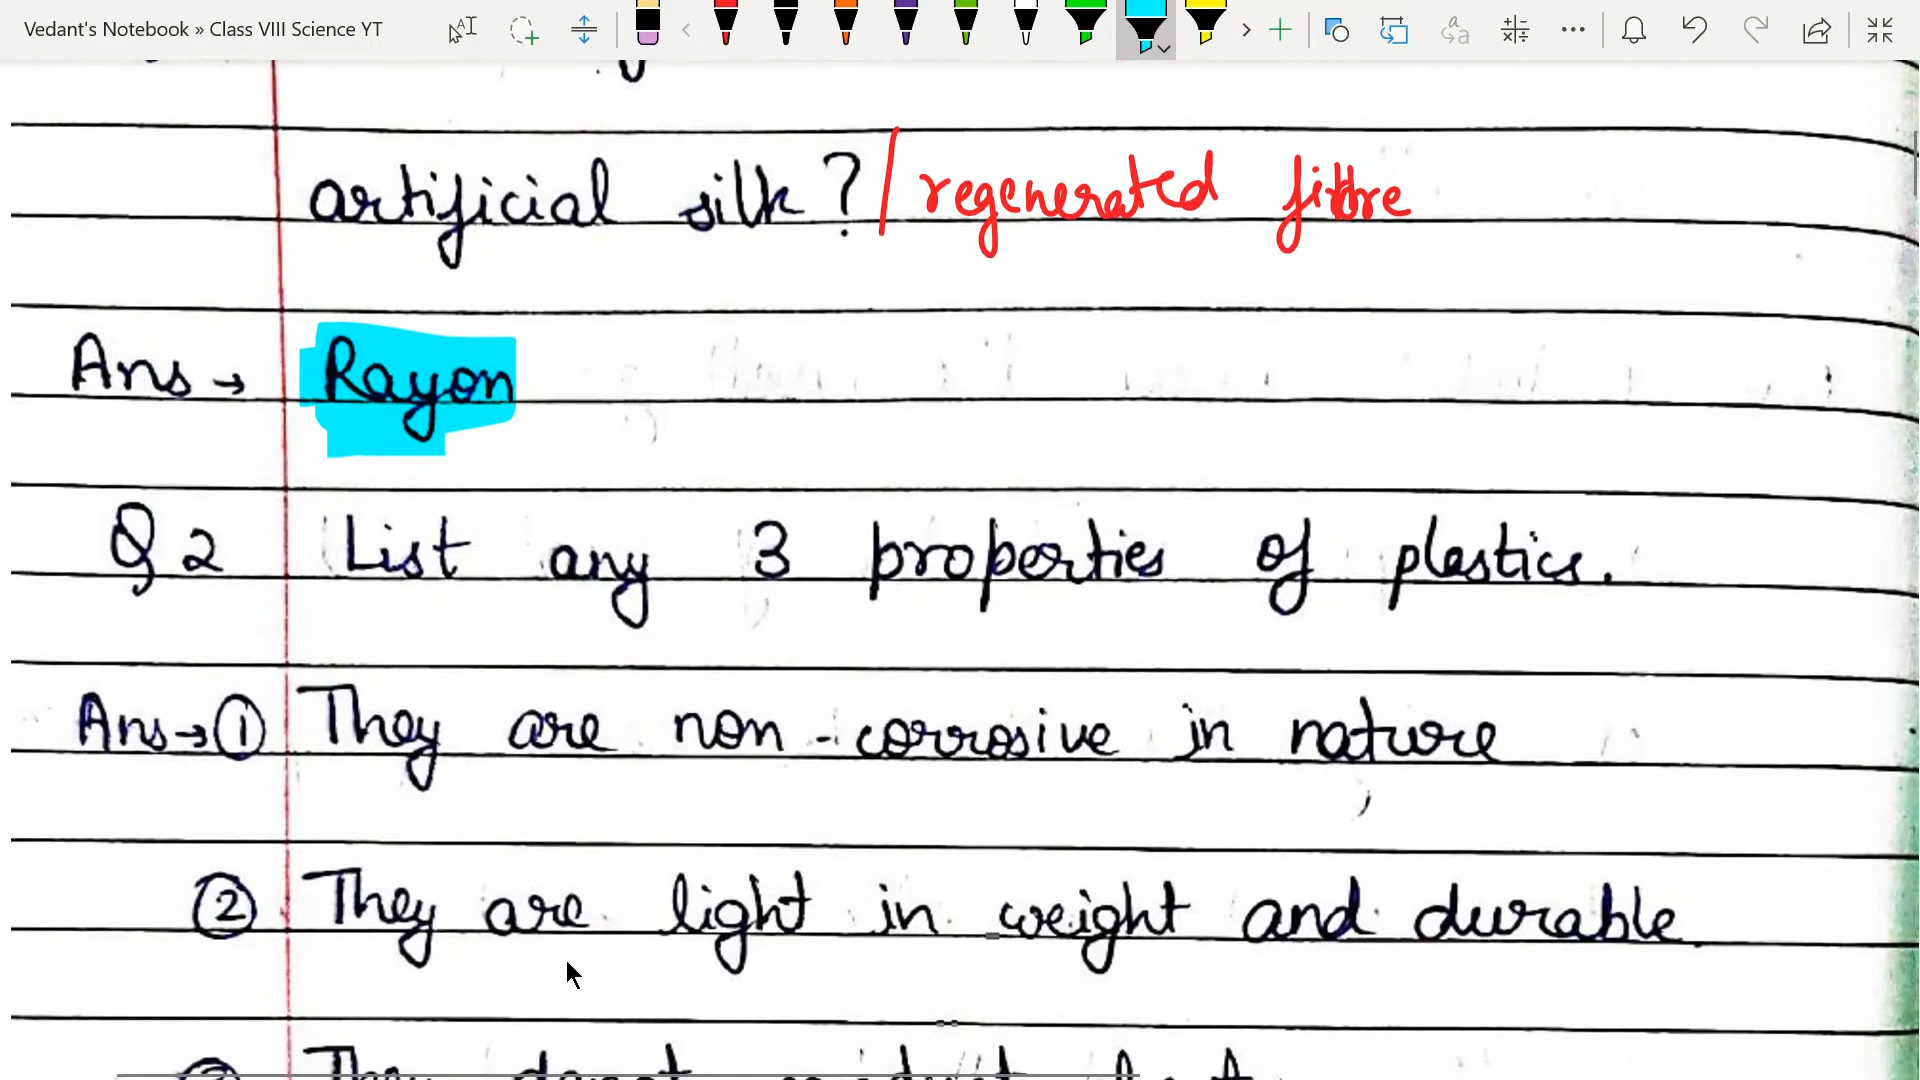 Vedant's Notebook » Class VIII Science YT
artificial silk? / regenerated fibre
Ans → Rayon
Q2 List any 3 properties of plastics.
Ans → ① They are non-corrosive in nature
② They are light in weight and durable.
They